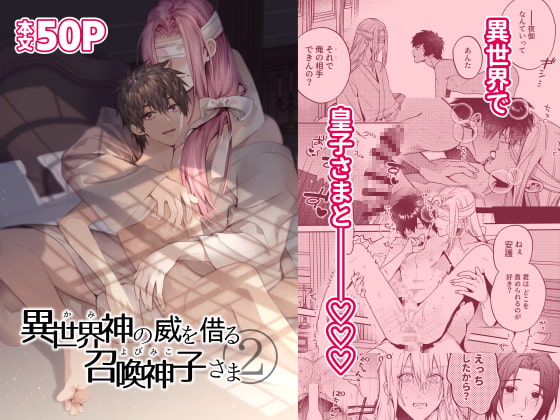 本文50P
異世界神の威を借る
かみ
召喚神子さま②
よびみこ
異世界で
皇子さまと――♡♡♡
――夜伽
なんていって
あんた
それで
俺の相手
できんの?
ねぇ
安護
君はどこを
責められるのが
好き?
えっち
したから?